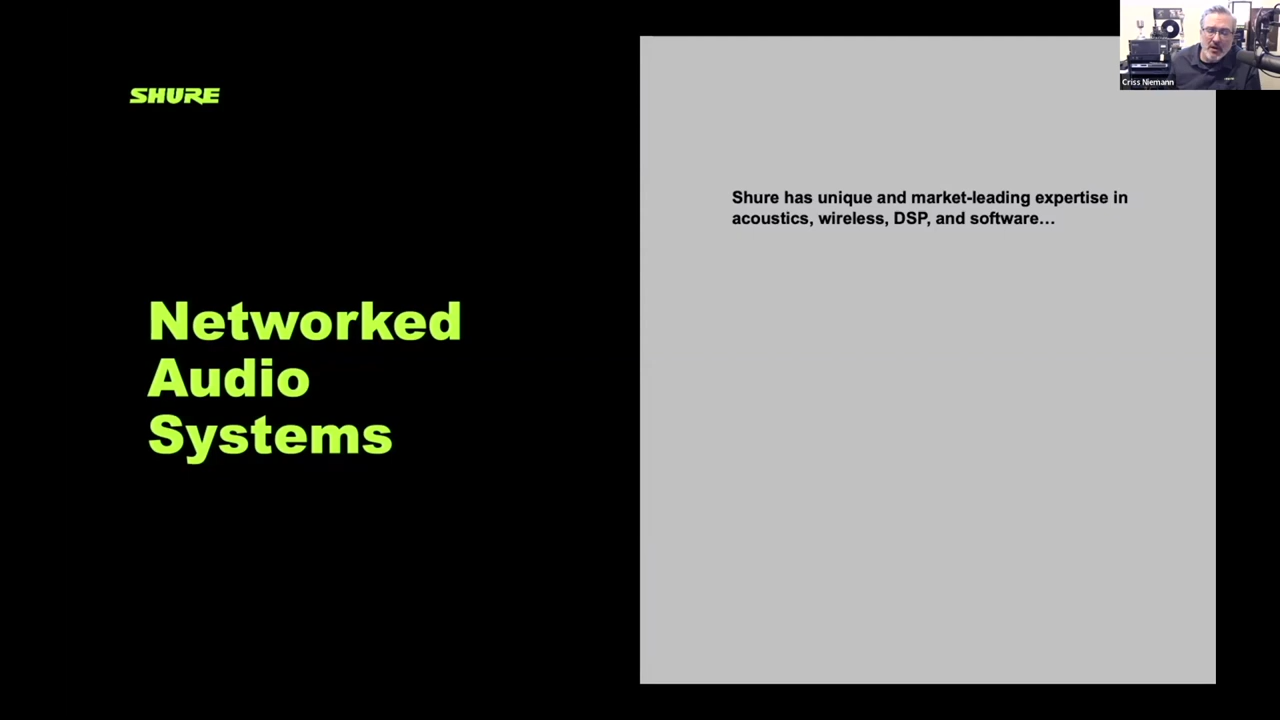 SHURE
Networked
Audio
Systems
Shure has unique and market-leading expertise in
acoustics, wireless, DSP, and software…
Criss Niemann